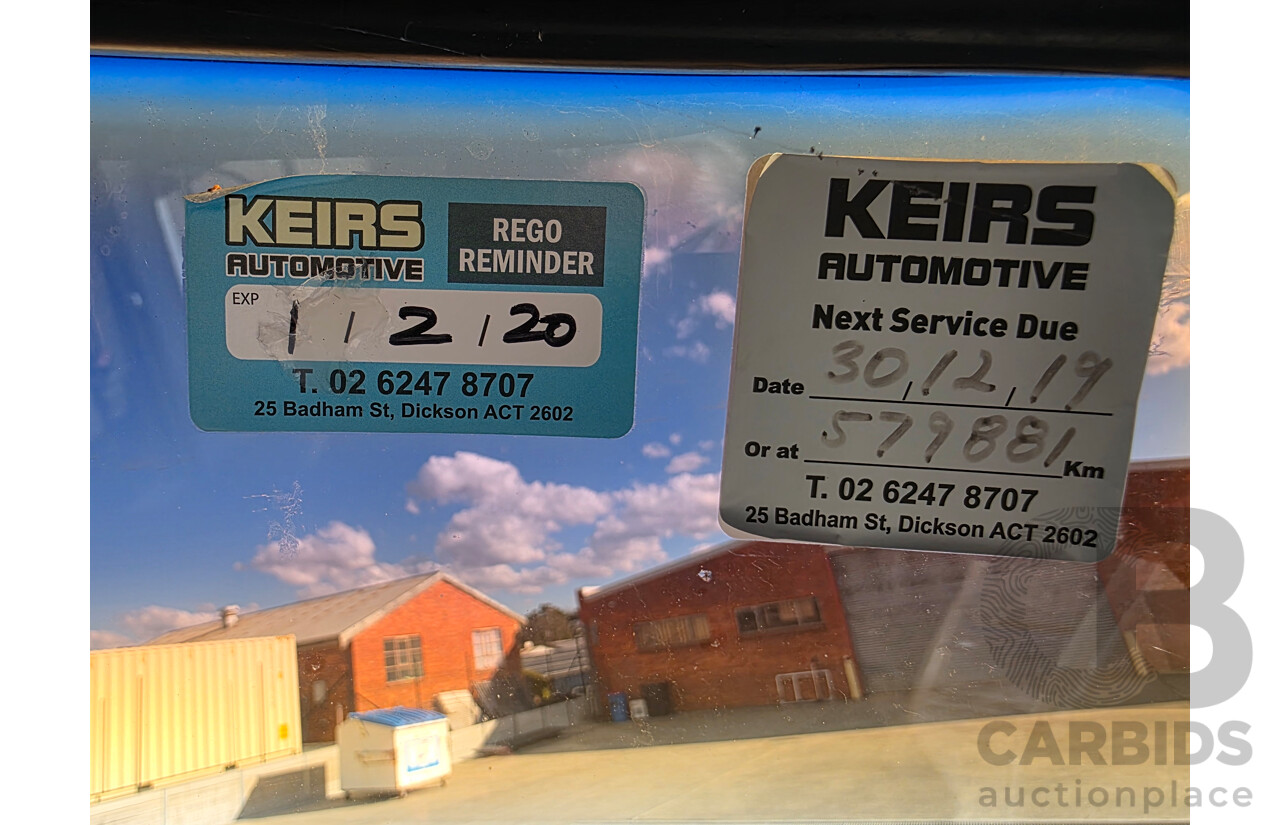 KEIRS
AUTOMOTIVE
REGO
REMINDER
EXP
1 / 2 / 20
T. 02 6247 8707
25 Badham St, Dickson ACT 2602
KEIRS
AUTOMOTIVE
Next Service Due
Date 30/12/19
Or at 579881 Km
T. 02 6247 8707
25 Badham St, Dickson ACT 2602
CARBIDS
auctionplace